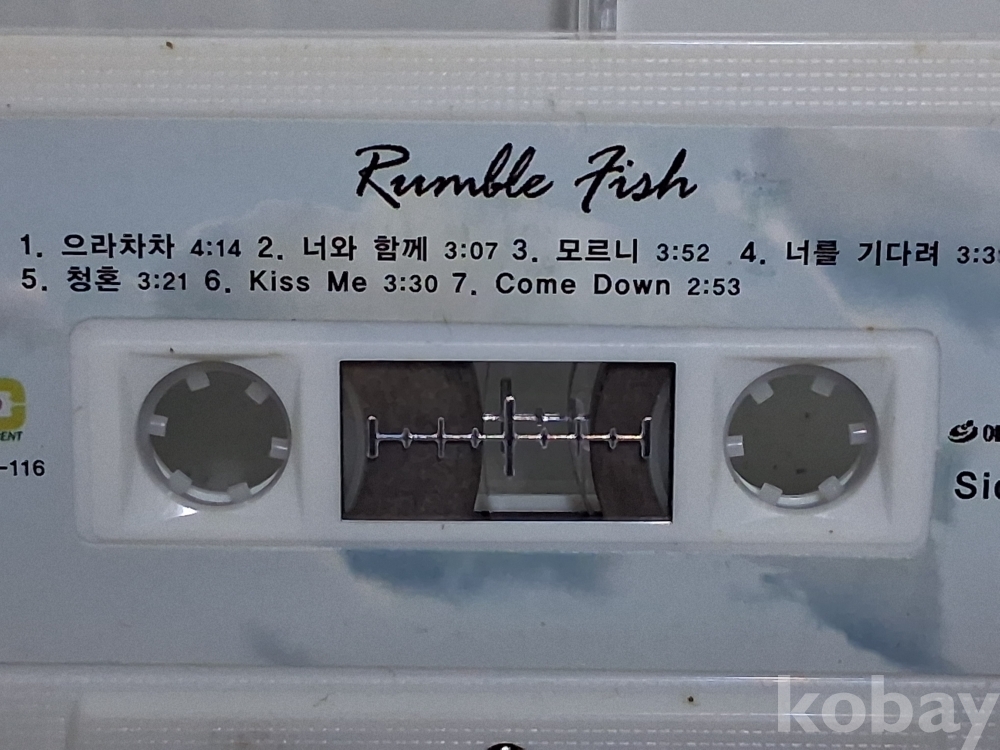 Rumble Fish
1. 으라차차 4:14 2. 너와 함께 3:07 3. 모르니 3:52 4. 너를 기다려 3:3
5. 청혼 3:21 6. Kiss Me 3:30 7. Come Down 2:53
-116
kobay